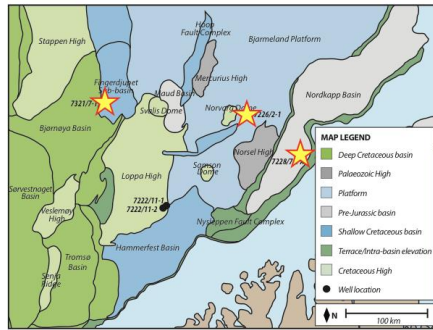 Stappen High
Hoop
Fault Complex
Bjarmeland Platform
Fingerdjupet
Sub-basin
Maud Basin
Mercurius High
7321/7-1
Svalis Dome
Norvarg Dome
7226/2-1
Nordkapp Basin
Bjørnøya Basin
Norsel High
7228/7
Loppa High
Samson
Dome
Sørvestnaget
Basin
Veslemøy
High
7222/11-1
7222/11-2
Nysleppen Fault Complex
Tromsø
Basin
Hammerfest Basin
Senja
Ridge
MAP LEGEND
Deep Cretaceous basin
Palaeozoic High
Platform
Pre-Jurassic basin
Shallow Cretaceous basin
Terrace/Intra-basin elevation
Cretaceous High
Well location
N
100 km